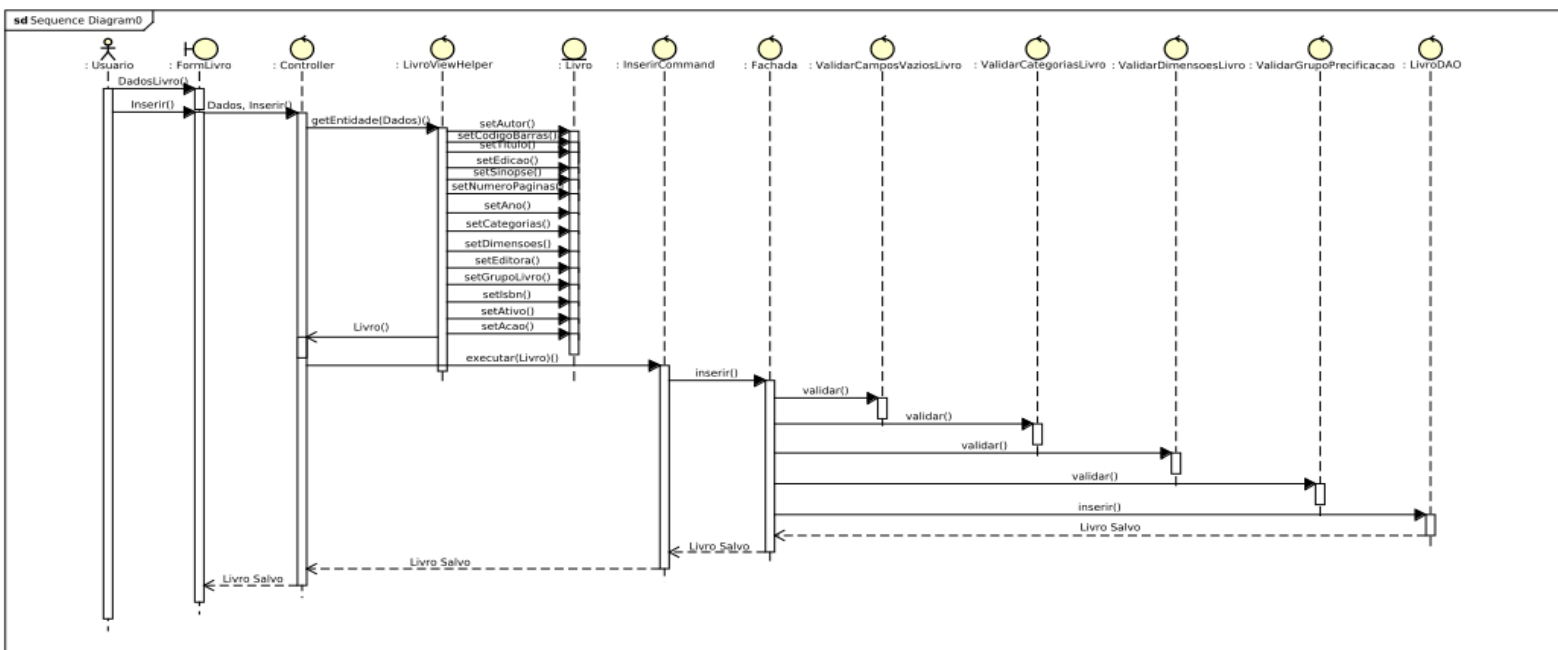 sd Sequence Diagram0
: Usuario
: FormLivro
: Controller
: LivroViewHelper
: Livro
: InserirCommand
: Fachada
: ValidarCamposVaziosLivro
: ValidarCategoriasLivro
: ValidarDimensoesLivro
: ValidarGrupoPrecificacao
: LivroDAO
DadosLivro()
Inserir()
Dados, Inserir()
getEntidade(Dados)()
setAutor()
setCodigoBarras()
setTitulo()
setEdicao()
setSinopse()
setNumeroPaginas()
setAno()
setCategorias()
setDimensoes()
setEditora()
setGrupoLivro()
setIsbn()
setAtivo()
setAcao()
Livro()
executar(Livro)()
inserir()
validar()
validar()
validar()
validar()
inserir()
Livro Salvo
Livro Salvo
Livro Salvo
Livro Salvo